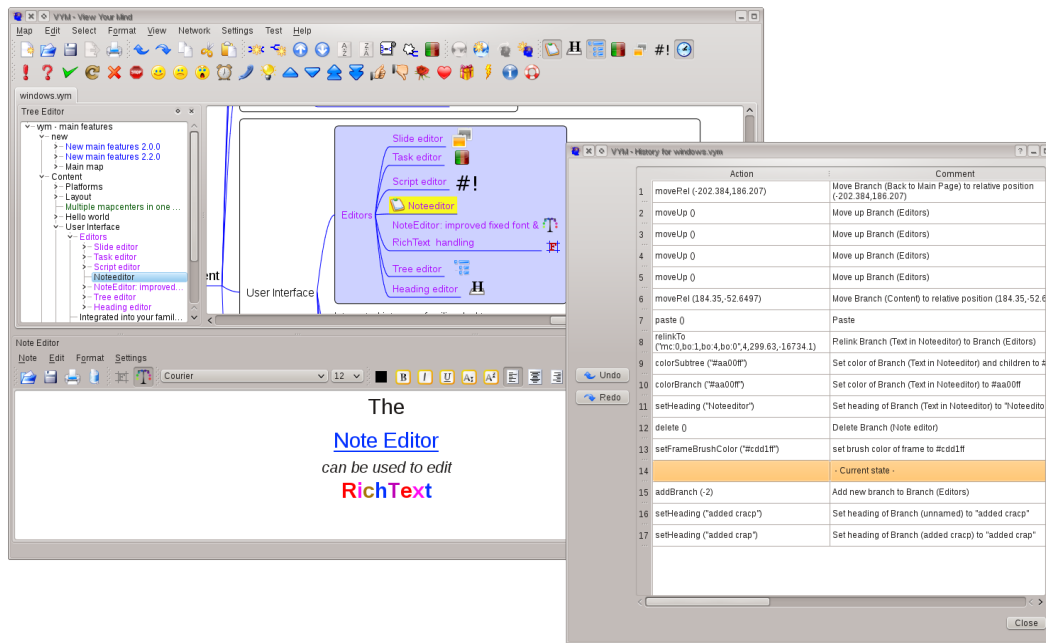 VYM - View Your Mind
Map Edit Select Format View Network Settings Test Help
windows.vym
Tree Editor
vym - main features
new
New main features 2.0.0
New main features 2.2.0
Main map
Content
Platforms
Layout
Multiple mapcenters in one ...
Hello world
User Interface
Editors
Slide editor
Task editor
Script editor
Noteeditor
NoteEditor: improved...
Tree editor
Heading editor
Integrated into your famil...
nt
User Interface
Editors
Slide editor
Task editor
Script editor #!
Noteeditor
NoteEditor: improved fixed font &
RichText handling
Tree editor
Heading editor
Note Editor
Note Edit Format Settings
Courier 12
The
Note Editor
can be used to edit
RichText
VYM - History for windows.vym
Undo
Redo
Action Comment
1 moveRel (-202.384,186.207) Move Branch (Back to Main Page) to relative position
(-202.384,186.207)
2 moveUp () Move up Branch (Editors)
3 moveUp () Move up Branch (Editors)
4 moveUp () Move up Branch (Editors)
5 moveUp () Move up Branch (Editors)
6 moveRel (184.35,-52.6497) Move Branch (Content) to relative position (184.35,-52.6
7 paste () Paste
8 relinkTo
("mc:0,bo:1,bo:4,bo:0",4,299.63,-16734.1) Relink Branch (Text in Noteeditor) to Branch (Editors)
9 colorSubtree ("#aa00ff") Set color of Branch (Text in Noteeditor) and children to #
10 colorBranch ("#aa00ff") Set color of Branch (Text in Noteeditor) to #aa00ff
11 setHeading ("Noteeditor") Set heading of Branch (Text in Noteeditor) to "Noteedito
12 delete () Delete Branch (Note editor)
13 setFrameBrushColor ("#cdd1ff") set brush color of frame to #cdd1ff
14 - Current state -
15 addBranch (-2) Add new branch to Branch (Editors)
16 setHeading ("added cracp") Set heading of Branch (unnamed) to "added cracp"
17 setHeading ("added crap") Set heading of Branch (added cracp) to "added crap"
Close